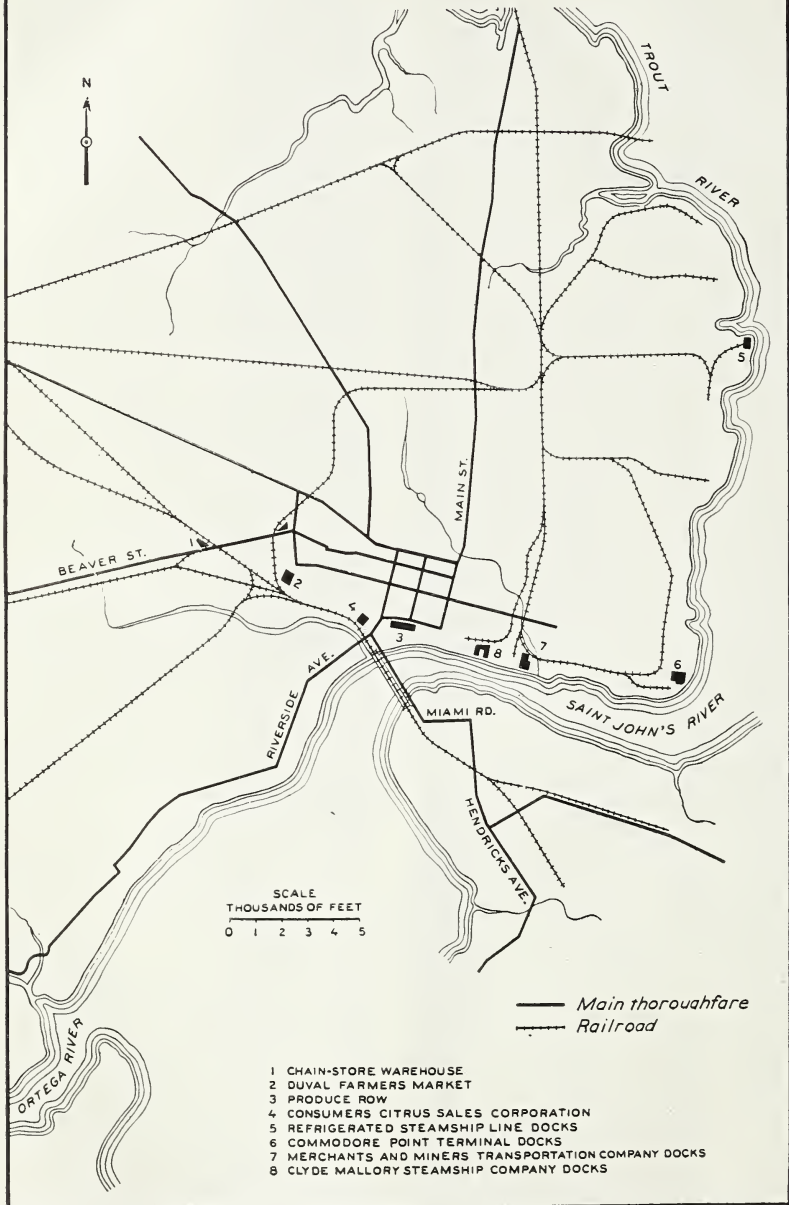 N
TROUT
RIVER
5
MAIN ST.
1
BEAVER ST.
2
4
3
8
7
6
RIVERSIDE AVE.
MIAMI RD.
SAINT JOHN'S RIVER
HENDRICKS AVE.
SCALE
THOUSANDS OF FEET
0 1 2 3 4 5
Main thoroughfare
Railroad
ORTEGA RIVER
1 CHAIN-STORE WAREHOUSE
2 DUVAL FARMERS MARKET
3 PRODUCE ROW
4 CONSUMERS CITRUS SALES CORPORATION
5 REFRIGERATED STEAMSHIP LINE DOCKS
6 COMMODORE POINT TERMINAL DOCKS
7 MERCHANTS AND MINERS TRANSPORTATION COMPANY DOCKS
8 CLYDE MALLORY STEAMSHIP COMPANY DOCKS